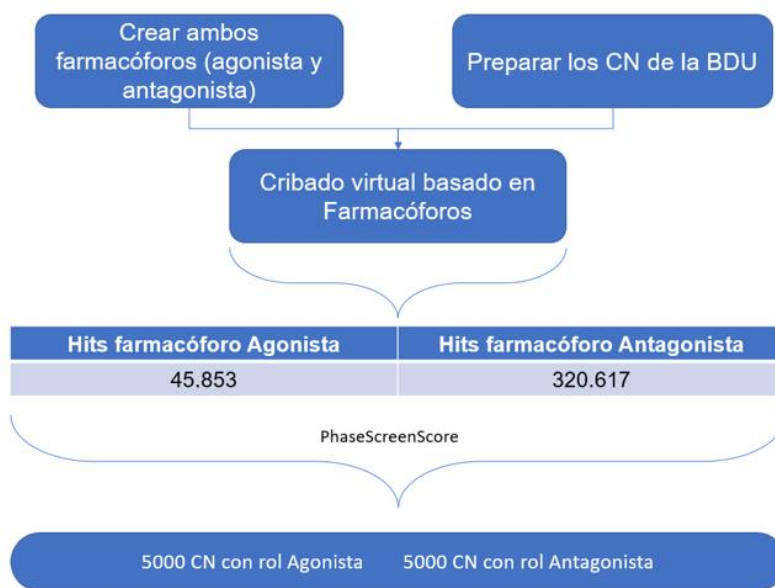 Crear ambos
farmacóforos (agonista y
antagonista)
Preparar los CN de la BDU
Cribado virtual basado en
Farmacóforos
Hits farmacóforo Agonista
Hits farmacóforo Antagonista
45.853
320.617
PhaseScreenScore
5000 CN con rol Agonista
5000 CN con rol Antagonista